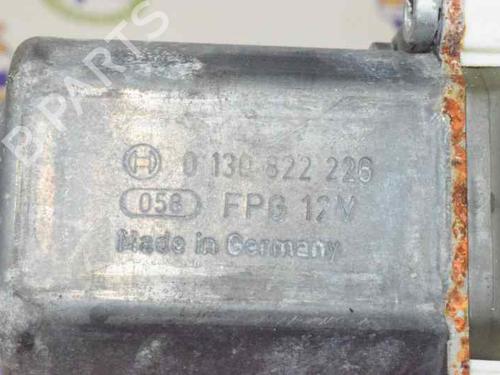 0 130 822 226
058 FPG 12V
Made in Germany
B-PARTS